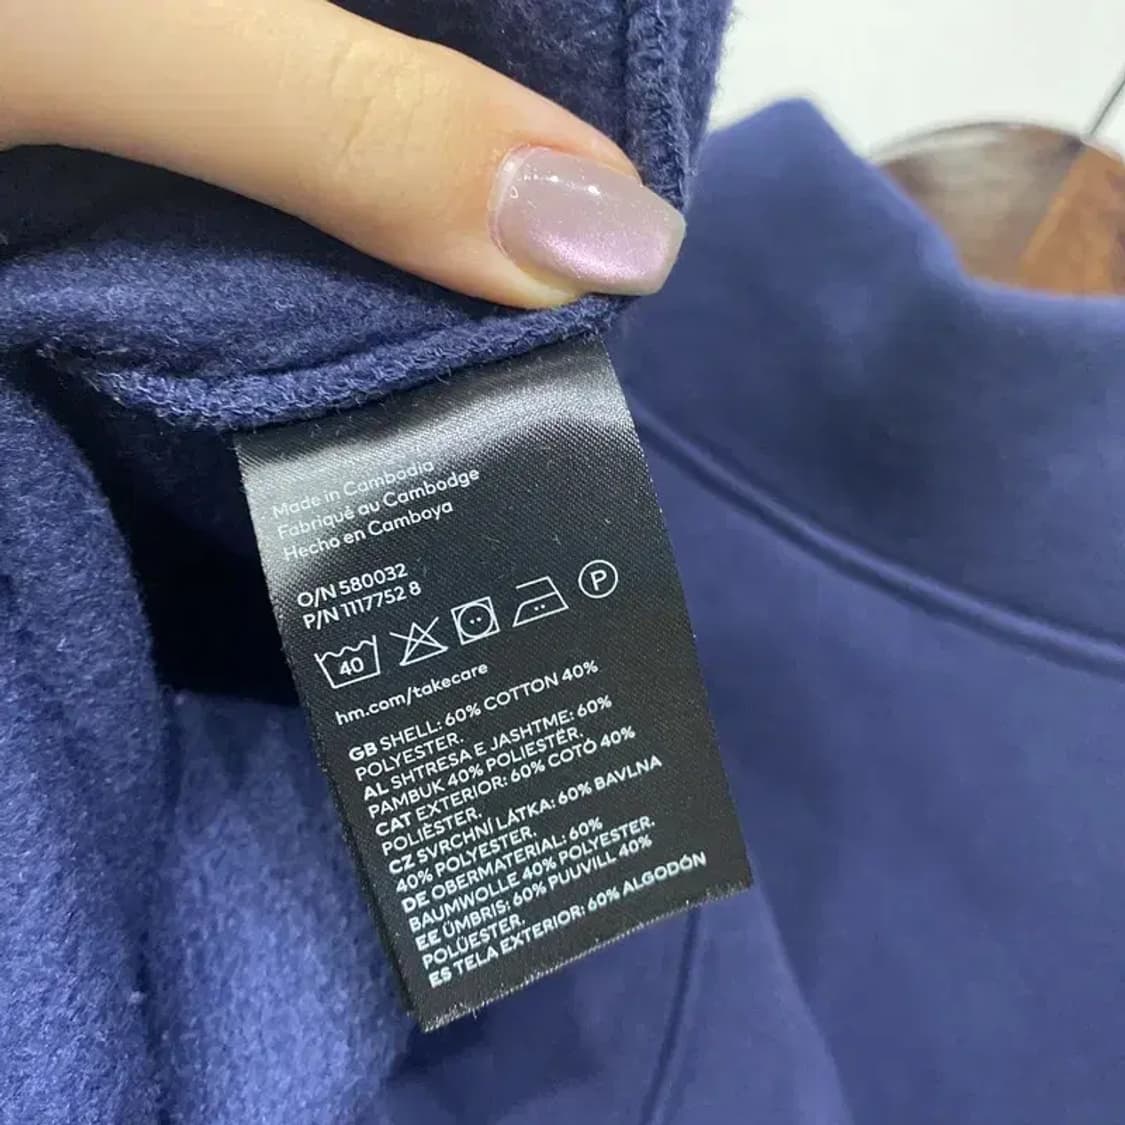 Made in Cambodia
Fabriqué au Cambodge
Hecho en Camboya
O/N 580032
P/N 1117752 8
40
P
hm.com/takecare
GB SHELL: 60% COTTON 40%
POLYESTER.
AL SHTRESA E JASHTME: 60%
PAMBUK 40% POLIESTËR.
CAT EXTERIOR: 60% COTÓ 40%
POLIÈSTER.
CZ SVRCHNÍ LÁTKA: 60% BAVLNA
40% POLYESTER.
DE OBERMATERIAL: 60%
BAUMWOLLE 40% POLYESTER.
EE ÜMBRIS: 60% PUUVILL 40%
POLÜESTER.
ES TELA EXTERIOR: 60% ALGODÓN